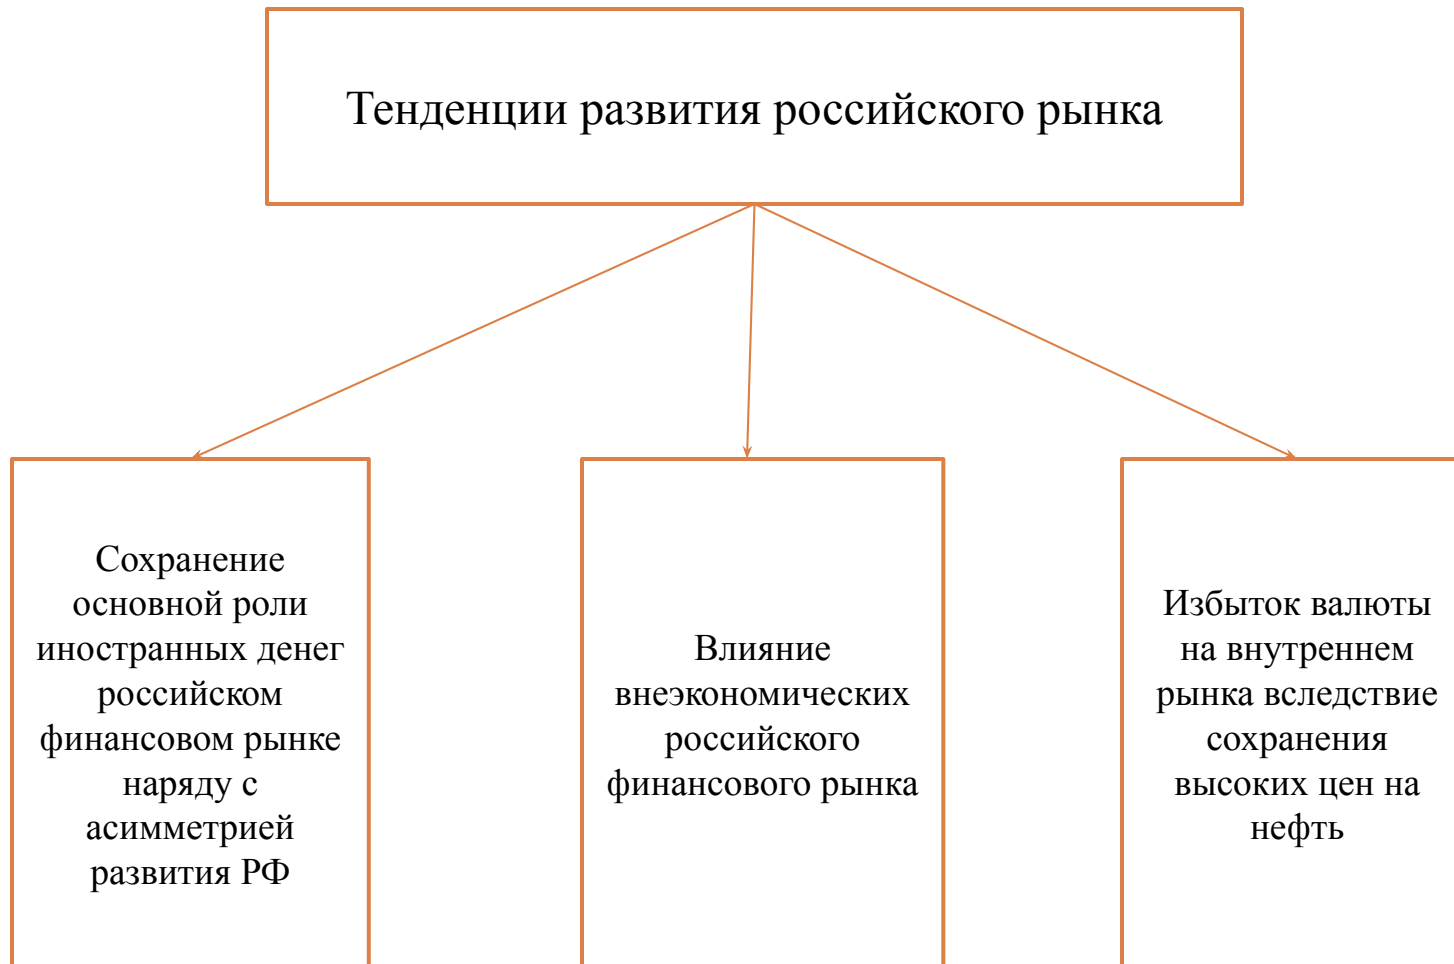 Тенденции развития российского рынка
Сохранение
основной роли
иностранных денег
российском
финансовом рынке
наряду с
асимметрией
развития РФ
Влияние
внеэкономических
российского
финансового рынка
Избыток валюты
на внутреннем
рынка вследствие
сохранения
высоких цен на
нефть